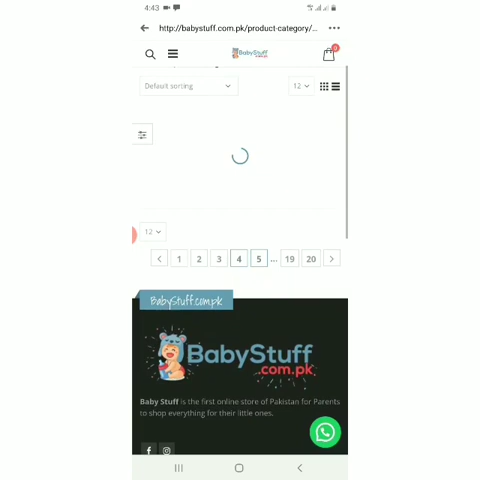 4:43
http://babystuff.com.pk/product-category/...
BabyStuff
.com.pk
0
Default sorting
12
12
1 2 3 4 5 ... 19 20
BabyStuff.com.pk
BabyStuff
.com.pk
Baby Stuff is the first online store of Pakistan for Parents
to shop everything for their little ones.